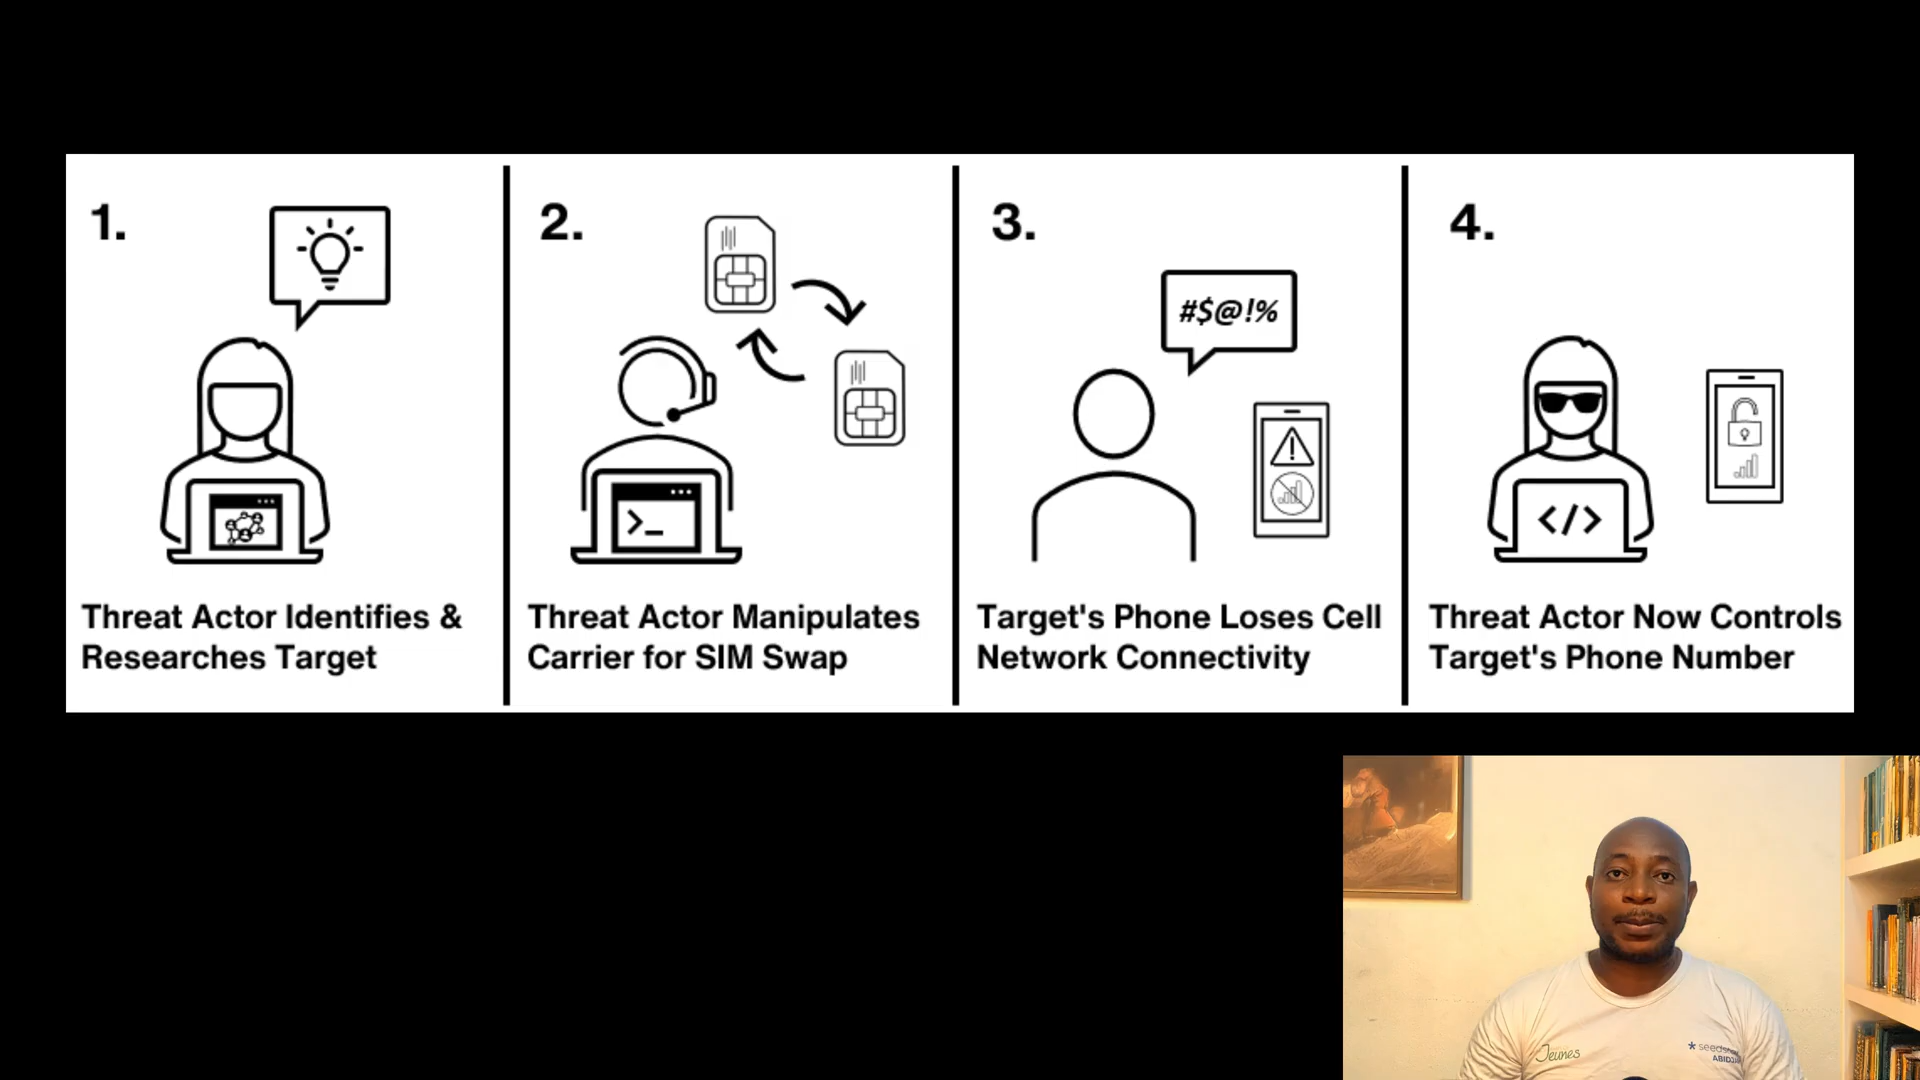 1.
Threat Actor Identifies &
Researches Target
2.
>_
Threat Actor Manipulates
Carrier for SIM Swap
3.
#$@!%
Target's Phone Loses Cell
Network Connectivity
4.
</>
Threat Actor Now Controls
Target's Phone Number
Jeunes